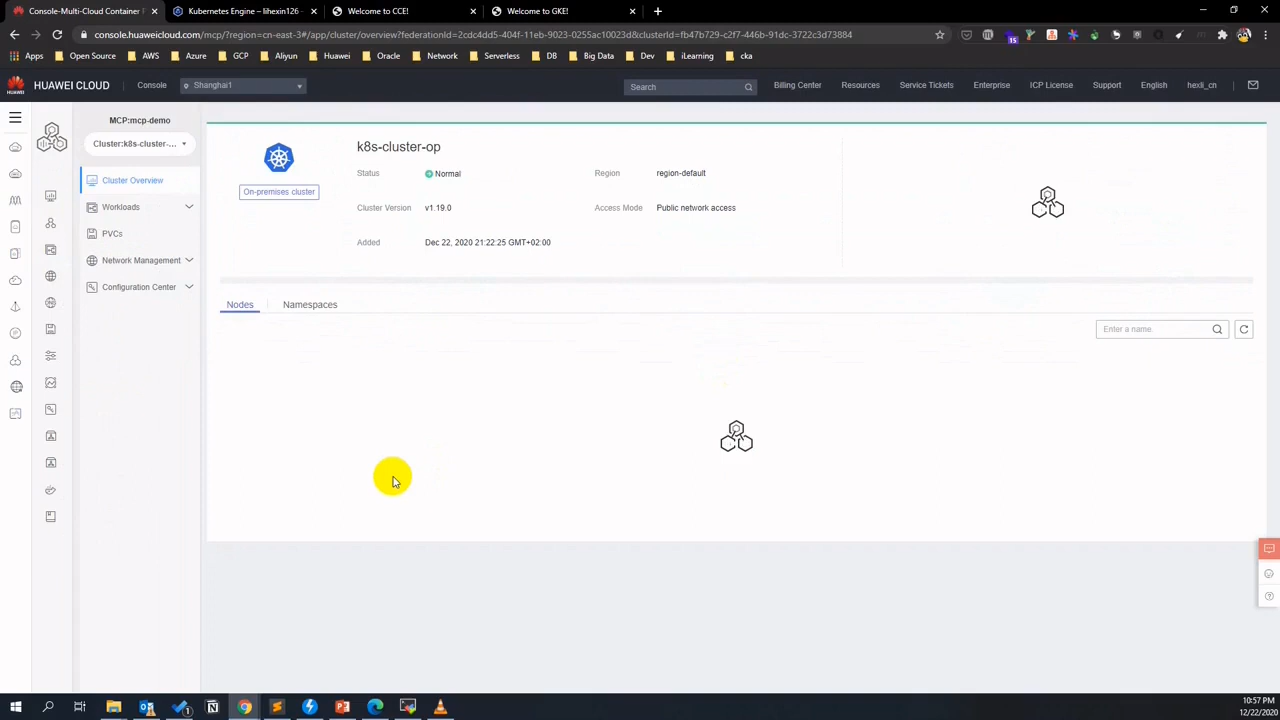 Console-Multi-Cloud Container
Kubernetes Engine – lihexin126 -
Welcome to CCE!
Welcome to GKE!
console.huaweicloud.com/mcp/?region=cn-east-3#/app/cluster/overview?federationId=2cdc4dd5-404f-11eb-9023-0255ac10023d&clusterId=fb47b729-c2f7-446b-91dc-3722c3d73884
15
Apps
Open Source
AWS
Azure
GCP
Aliyun
Huawei
Oracle
Network
Serverless
DB
Big Data
Dev
iLearning
cka
HUAWEI
HUAWEI CLOUD
Console
Shanghai1
Search
Billing Center
Resources
Service Tickets
Enterprise
ICP License
Support
English
hexli_cn
MCP:mcp-demo
Cluster:k8s-cluster-...
Cluster Overview
Workloads
PVCs
Network Management
Configuration Center
On-premises cluster
k8s-cluster-op
Status
Normal
Region
region-default
Cluster Version
v1.19.0
Access Mode
Public network access
Added
Dec 22, 2020 21:22:25 GMT+02:00
Nodes
Namespaces
Enter a name.
10:57 PM
12/22/2020